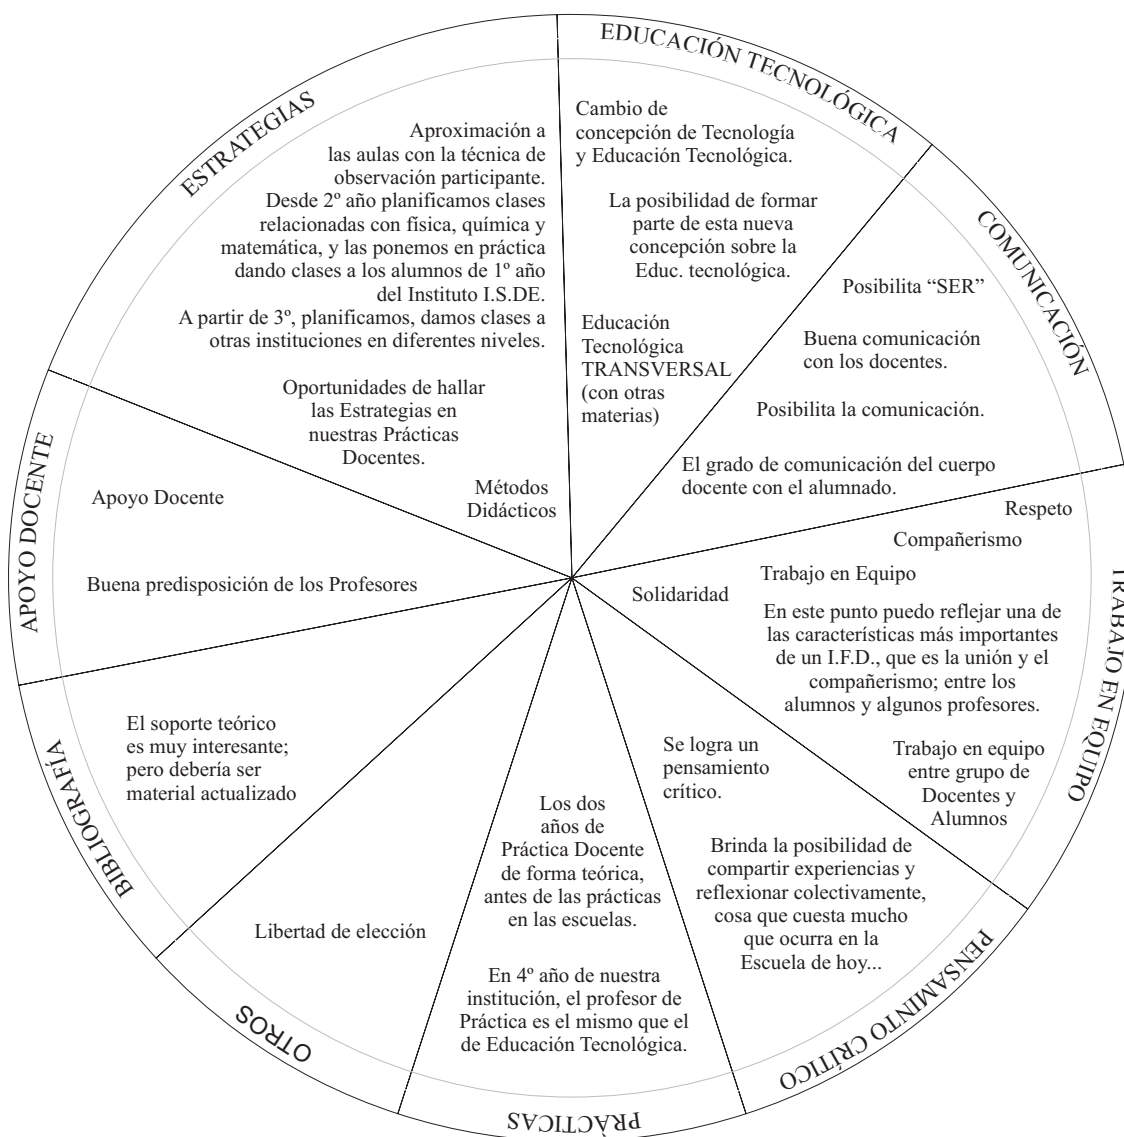 EDUCACIÓN TECNOLÓGICA
Cambio de
concepción de Tecnología
y Educación Tecnológica.
La posibilidad de formar
parte de esta nueva
concepción sobre la
Educ. tecnológica.
Educación
Tecnológica
TRANSVERSAL
(con otras
materias)
COMUNICACIÓN
Posibilita “SER”
Buena comunicación
con los docentes.
Posibilita la comunicación.
El grado de comunicación del cuerpo
docente con el alumnado.
TRABAJO EN EQUIPO
Respeto
Compañerismo
Trabajo en Equipo
Solidaridad
En este punto puedo reflejar una de
las características más importantes
de un I.F.D., que es la unión y el
compañerismo; entre los
alumnos y algunos profesores.
Trabajo en equipo
entre grupo de
Docentes y
Alumnos
PENSAMINTO CRÍTICO
Se logra un
pensamiento
crítico.
Brinda la posibilidad de
compartir experiencias y
reflexionar colectivamente,
cosa que cuesta mucho
que ocurra en la
Escuela de hoy...
PRÁCTICAS
Los dos
años de
Práctica Docente
de forma teórica,
antes de las prácticas
en las escuelas.
En 4º año de nuestra
institución, el profesor de
Práctica es el mismo que el
de Educación Tecnológica.
OTROS
Libertad de elección
BIBLIOGRAFÍA
El soporte teórico
es muy interesante;
pero debería ser
material actualizado
APOYO DOCENTE
Apoyo Docente
Buena predisposición de los Profesores
ESTRATEGIAS
Aproximación a
las aulas con la técnica de
observación participante.
Desde 2º año planificamos clases
relacionadas con física, química y
matemática, y las ponemos en práctica
dando clases a los alumnos de 1º año
del Instituto I.S.DE.
A partir de 3º, planificamos, damos clases a
otras instituciones en diferentes niveles.
Oportunidades de hallar
las Estrategias en
nuestras Prácticas
Docentes.
Métodos
Didácticos